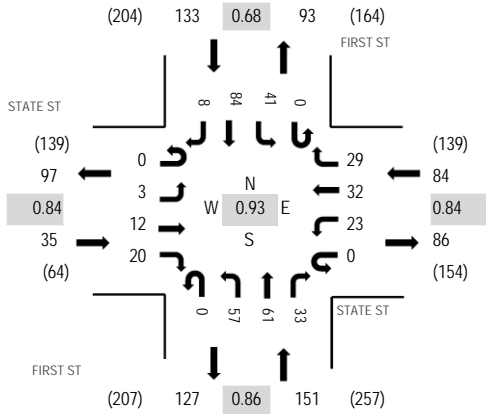 (204) 133 0.68 93 (164)
FIRST ST
STATE ST
8 84 41 0
(139) (139)
97 0 29 84
3 N 32
0.84 W 0.93 E 0.84
12 23
35 S 86
20 0
(64) (154)
0 57 61 33
STATE ST
FIRST ST
(207) 127 0.86 151 (257)